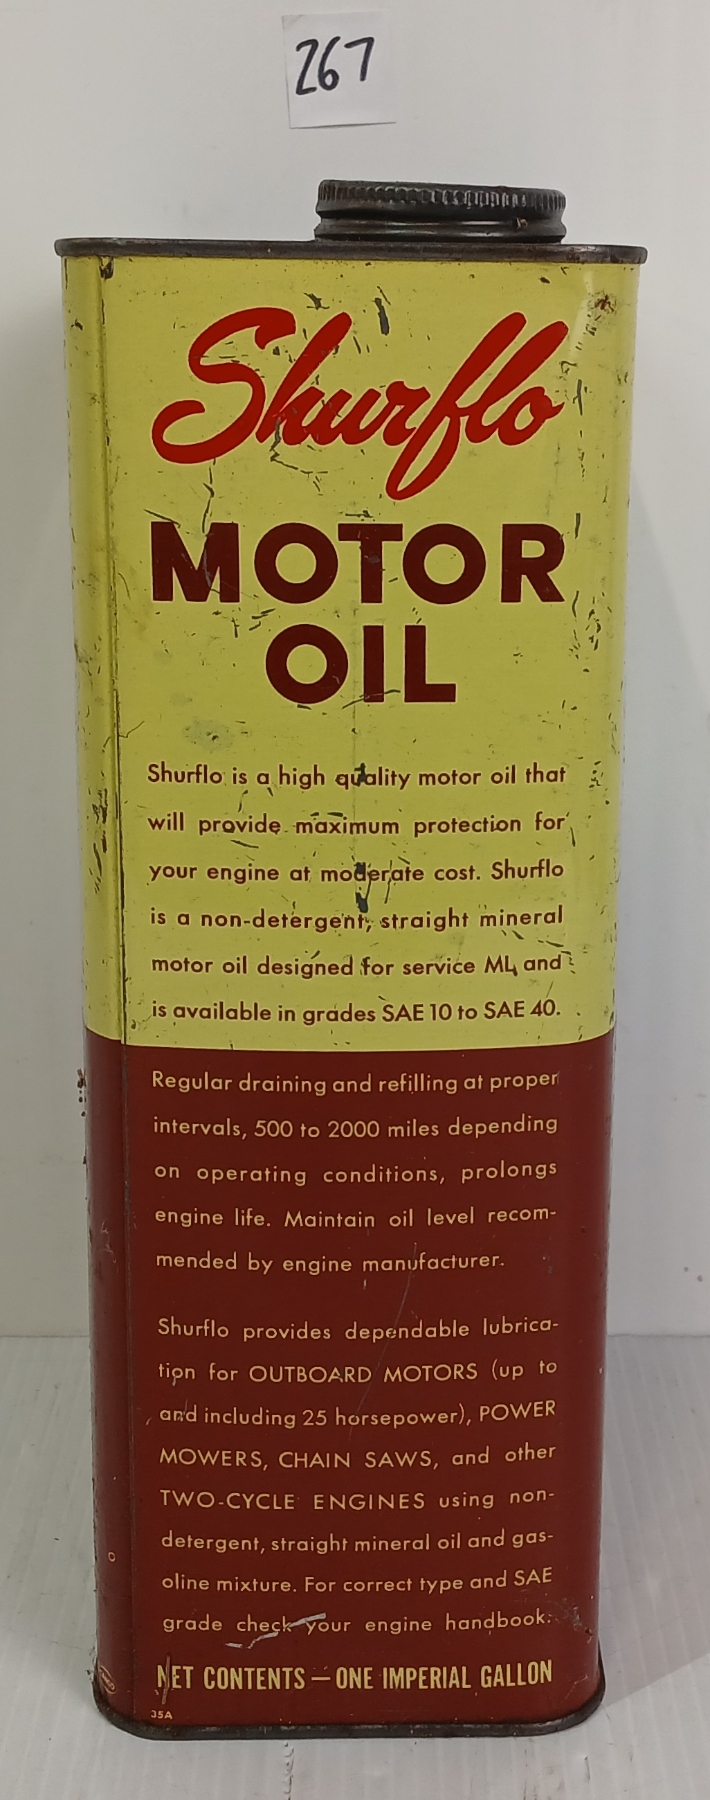 267
Shurflo
MOTOR
OIL
Shurflo is a high quality motor oil that
will provide maximum protection for
your engine at moderate cost. Shurflo
is a non-detergent, straight mineral
motor oil designed for service ML, and
is available in grades SAE 10 to SAE 40.
Regular draining and refilling at proper
intervals, 500 to 2000 miles depending
on operating conditions, prolongs
engine life. Maintain oil level recom-
mended by engine manufacturer.
Shurflo provides dependable lubrica-
tion for OUTBOARD MOTORS (up to
and including 25 horsepower), POWER
MOWERS, CHAIN SAWS, and other
TWO-CYCLE ENGINES using non-
detergent, straight mineral oil and gas-
oline mixture. For correct type and SAE
grade check your engine handbook.
NET CONTENTS — ONE IMPERIAL GALLON
35A